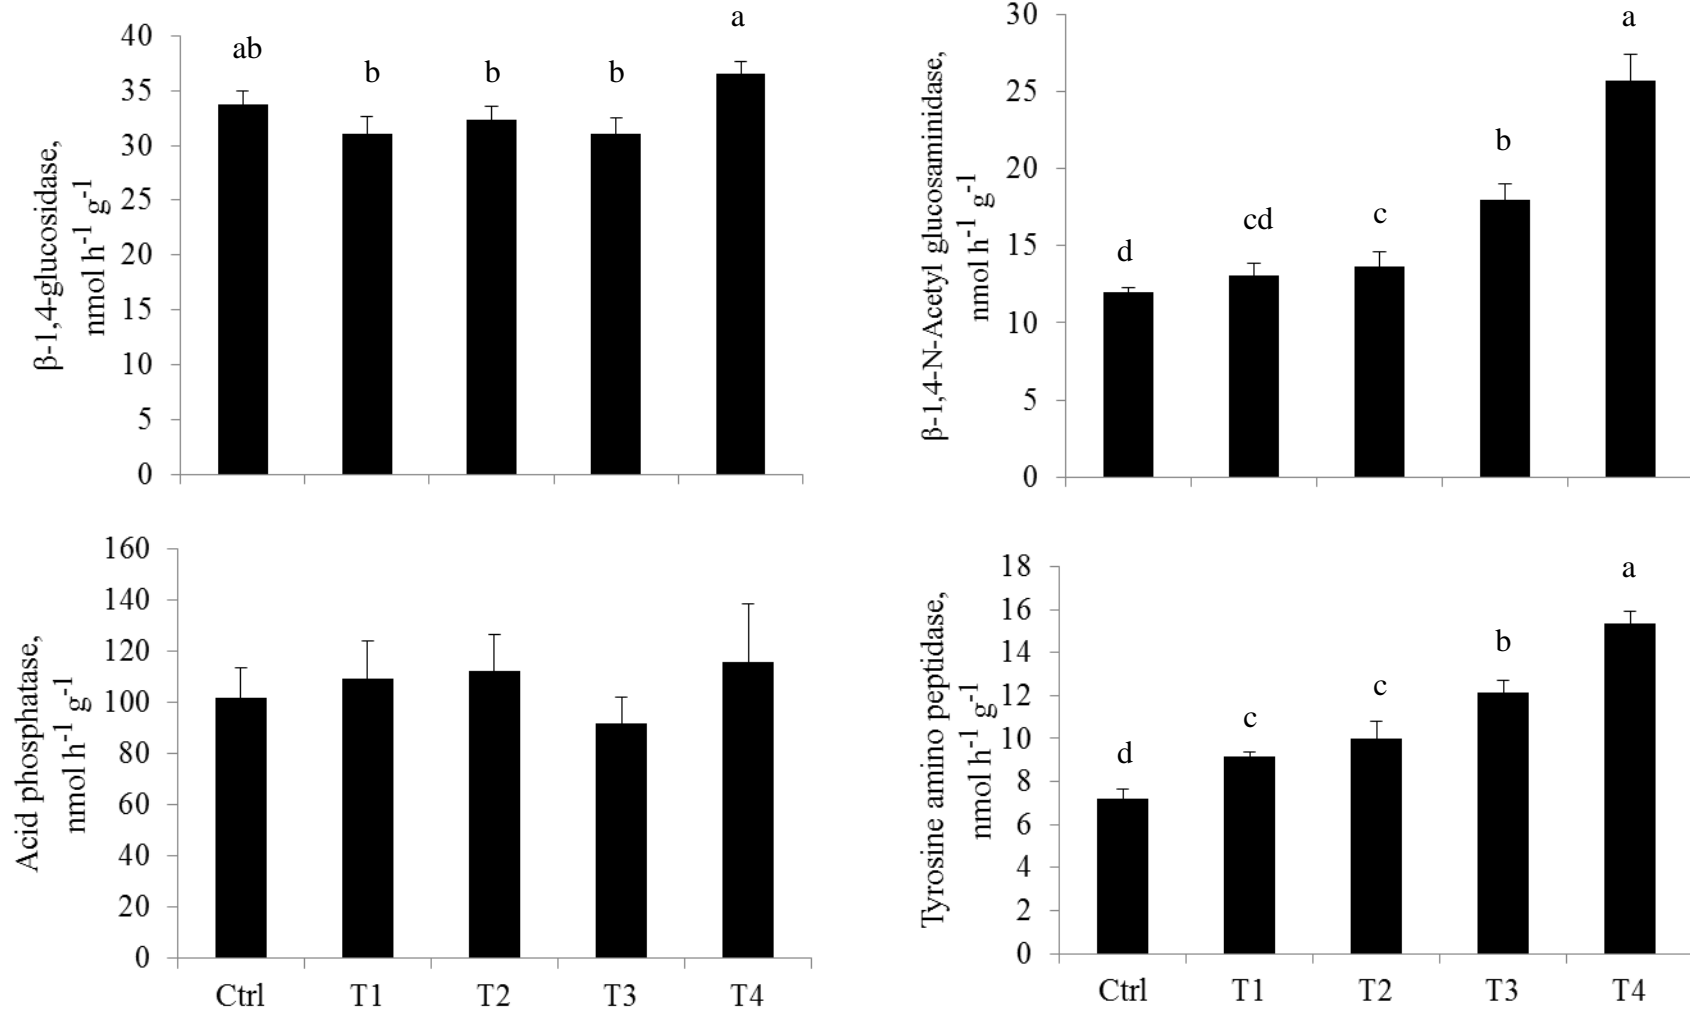 β-1,4-glucosidase,
nmol h-1 g-1
40
35
30
25
20
15
10
5
0
ab
b
b
b
a
β-1,4-N-Acetyl glucosaminidase,
nmol h-1 g-1
30
25
20
15
10
5
0
d
cd
c
b
a
Acid phosphatase,
nmol h-1 g-1
160
140
120
100
80
60
40
20
0
Ctrl T1 T2 T3 T4
Tyrosine amino peptidase,
nmol h-1 g-1
18
16
14
12
10
8
6
4
2
0
d
c
c
b
a
Ctrl T1 T2 T3 T4